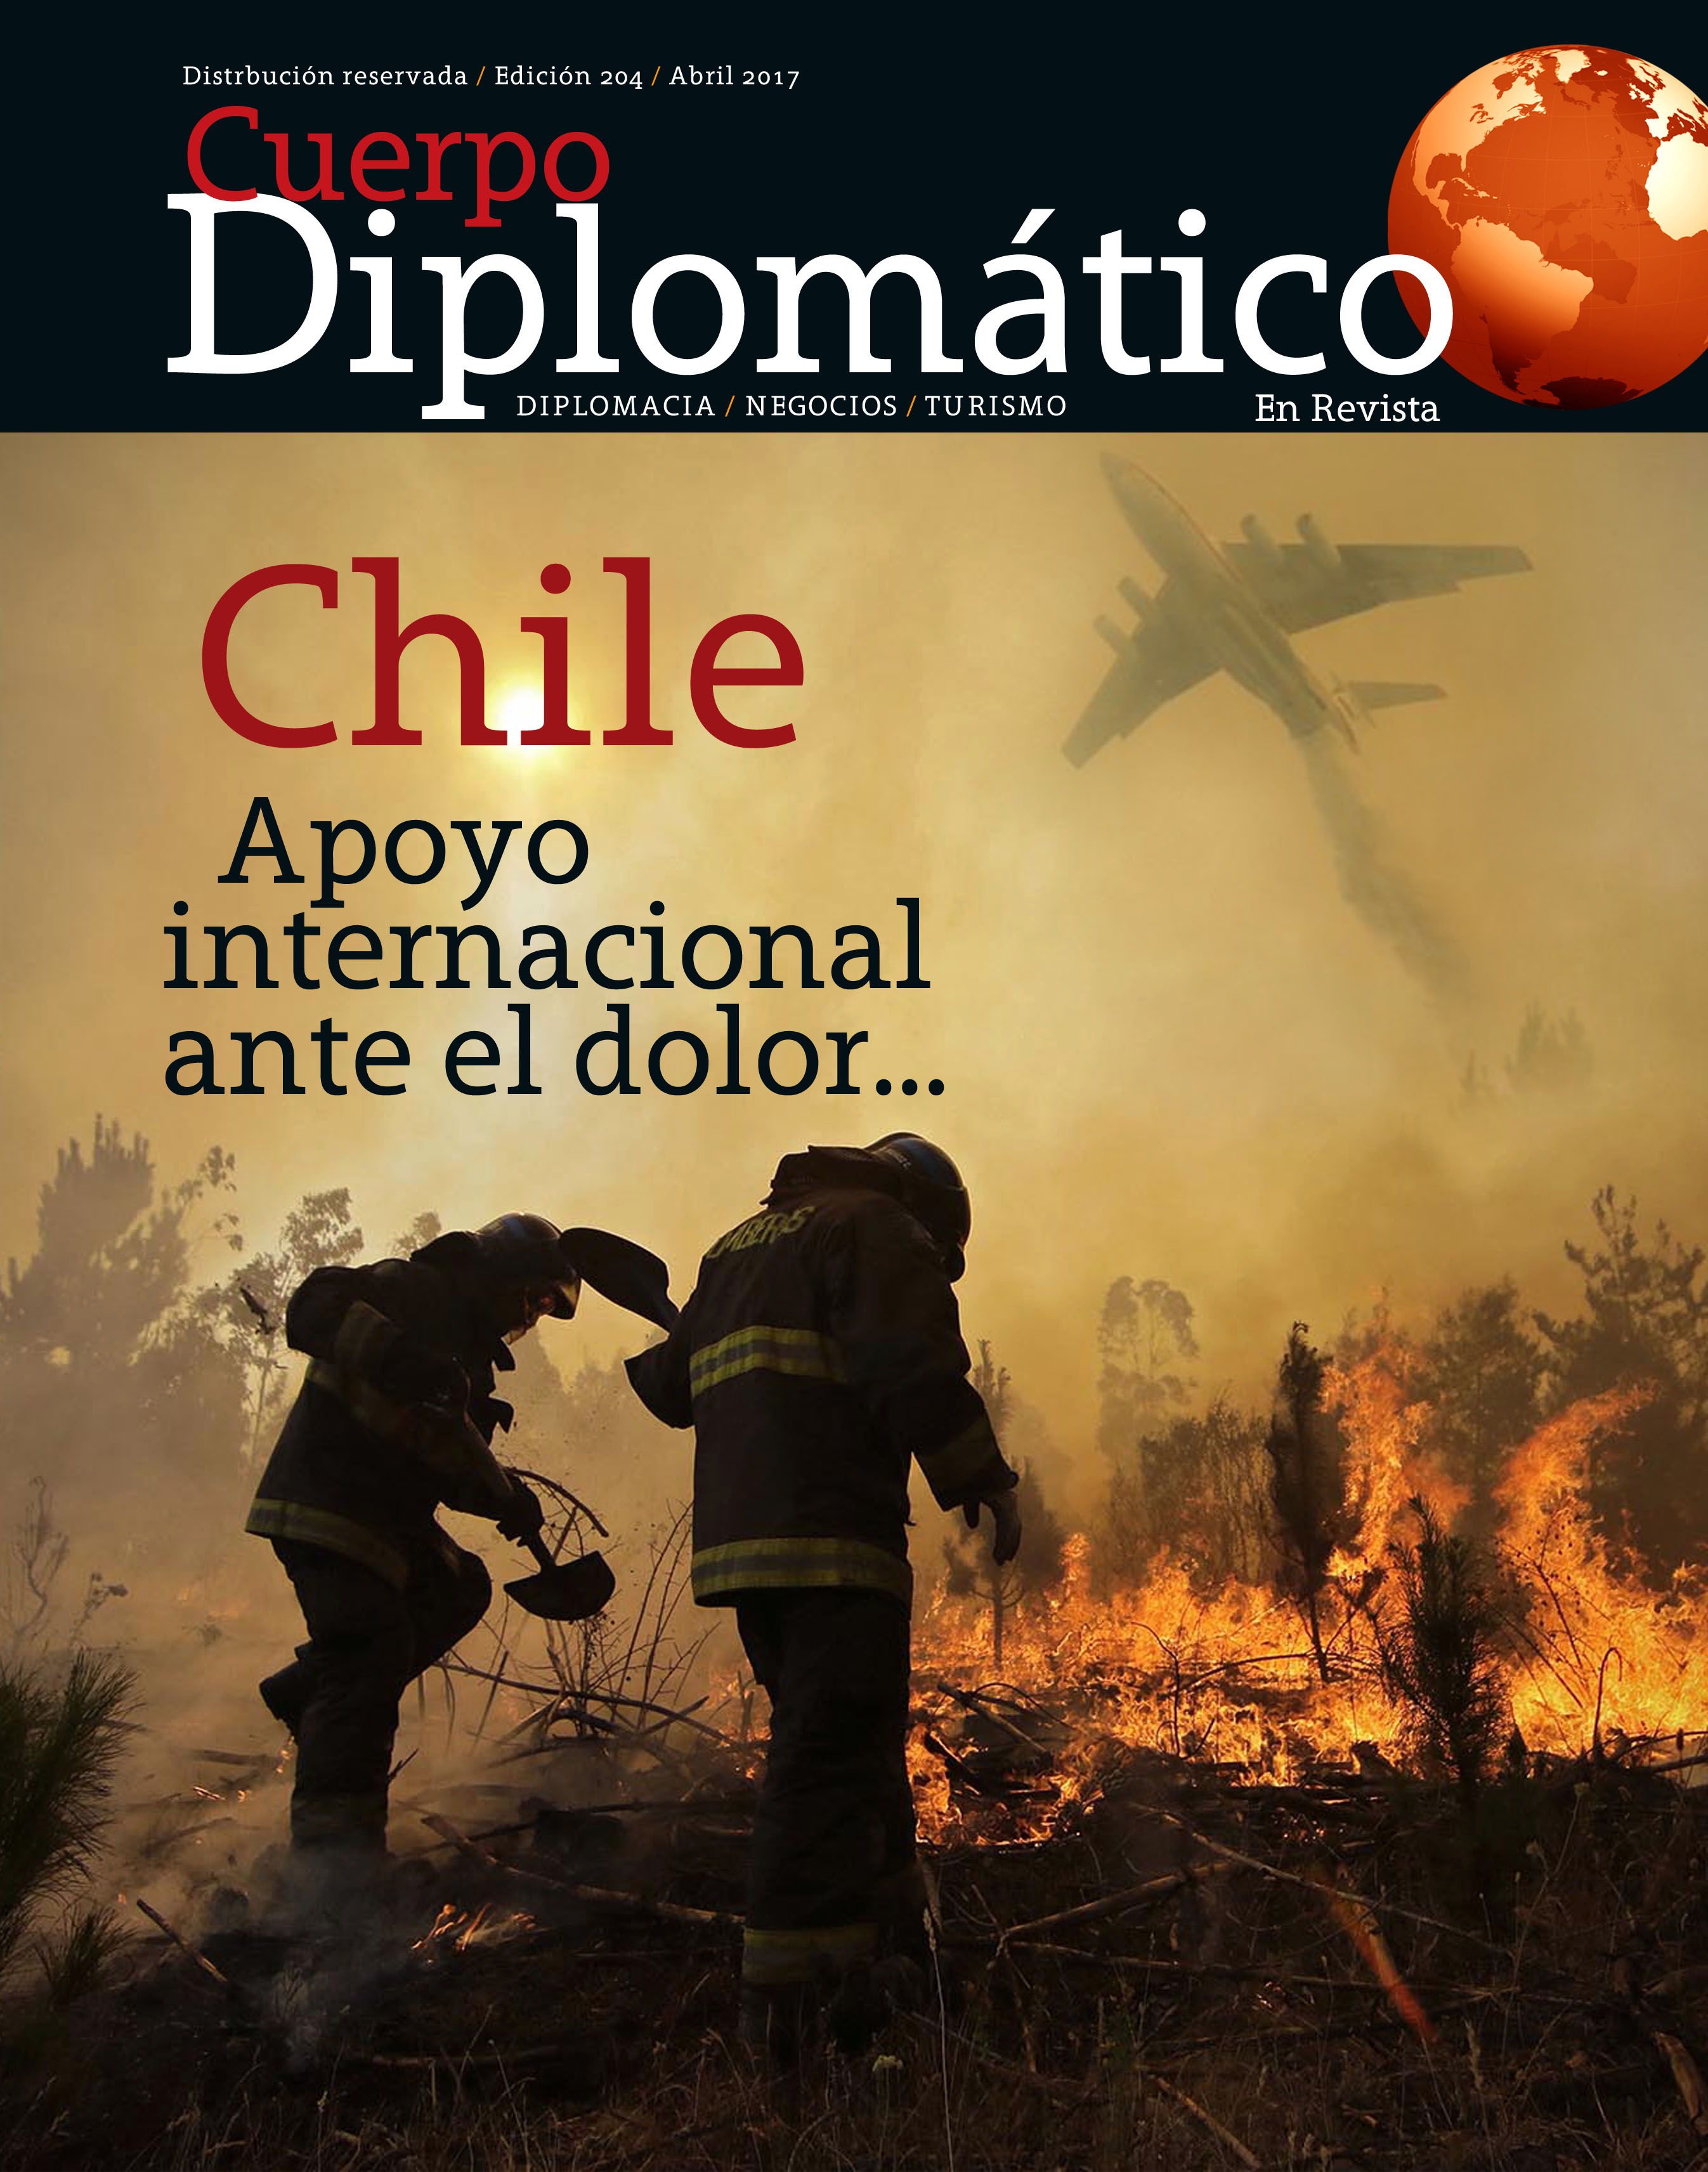 Distrbución reservada / Edición 204 / Abril 2017
Cuerpo
Diplomático
DIPLOMACIA / NEGOCIOS / TURISMO
En Revista
Chile
Apoyo
internacional
ante el dolor...